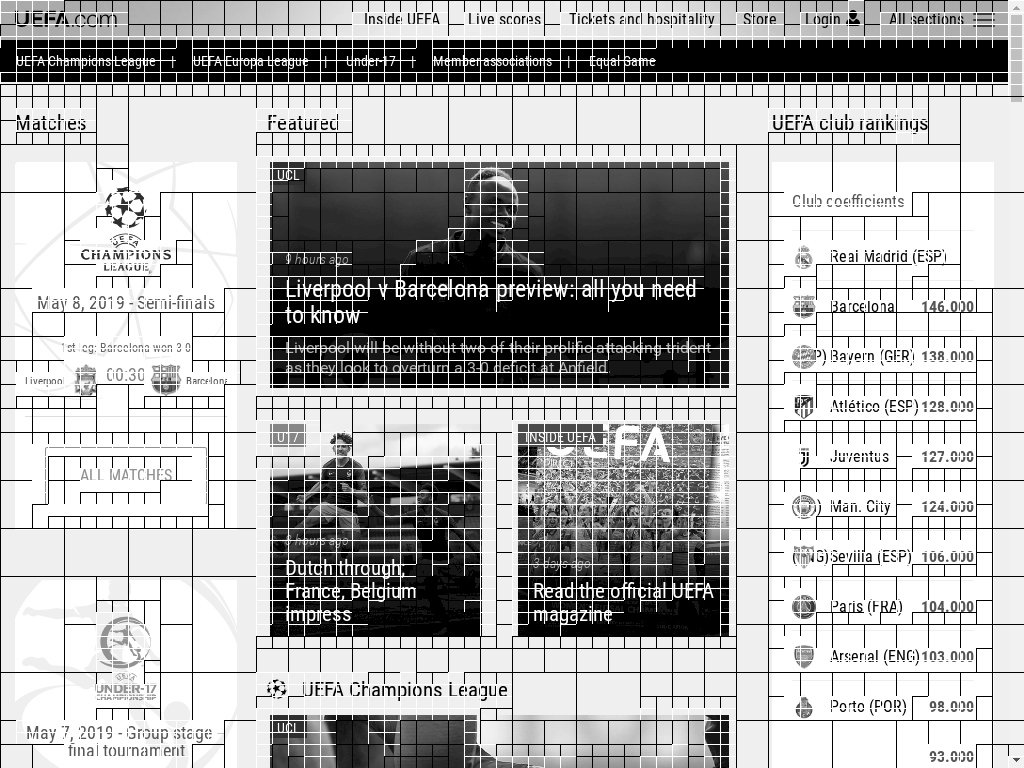 UEFA.com
Inside UEFA
Live scores
Tickets and hospitality
Store
Login
All sections
UEFA Champions League
UEFA Europa League
Under-17
Member associations
Equal Game
Matches
CHAMPIONS
LEAGUE
May 8, 2019 - Semi-finals
1st leg: Barcelona won 3-0
Liverpool
00:30
Barcelona
ALL MATCHES
UNDER-17
CHAMPIONSHIP
May 7, 2019 - Group stage
final tournament
Featured
UCL
9 hours ago
Liverpool v Barcelona preview: all you need
to know
Liverpool will be without two of their prolific attacking trident
as they look to overturn a 3-0 deficit at Anfield.
U17
8 hours ago
Dutch through,
France, Belgium
impress
INSIDE UEFA
UEFA
3 days ago
Read the official UEFA
magazine
UEFA Champions League
UCL
UEFA club rankings
Club coefficients
Real Madrid (ESP)
Barcelona 146.000
P) Bayern (GER) 138.000
Atlético (ESP) 128.000
Juventus 127.000
) Man. City 124.000
G) Sevilla (ESP) 106.000
Paris (FRA) 104.000
Arsenal (ENG) 103.000
Porto (POR) 98.000
93.000